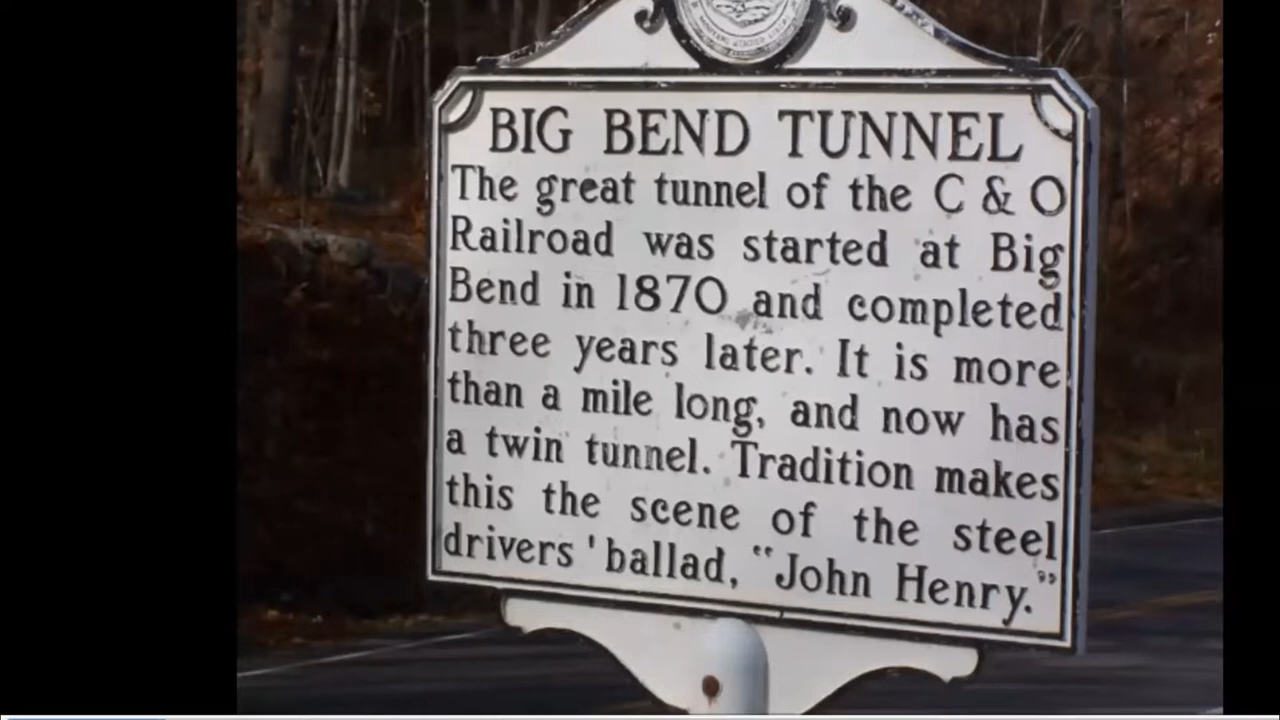 BIG BEND TUNNEL
The great tunnel of the C & O
Railroad was started at Big
Bend in 1870 and completed
three years later. It is more
than a mile long, and now has
a twin tunnel. Tradition makes
this the scene of the steel
drivers' ballad, "John Henry."